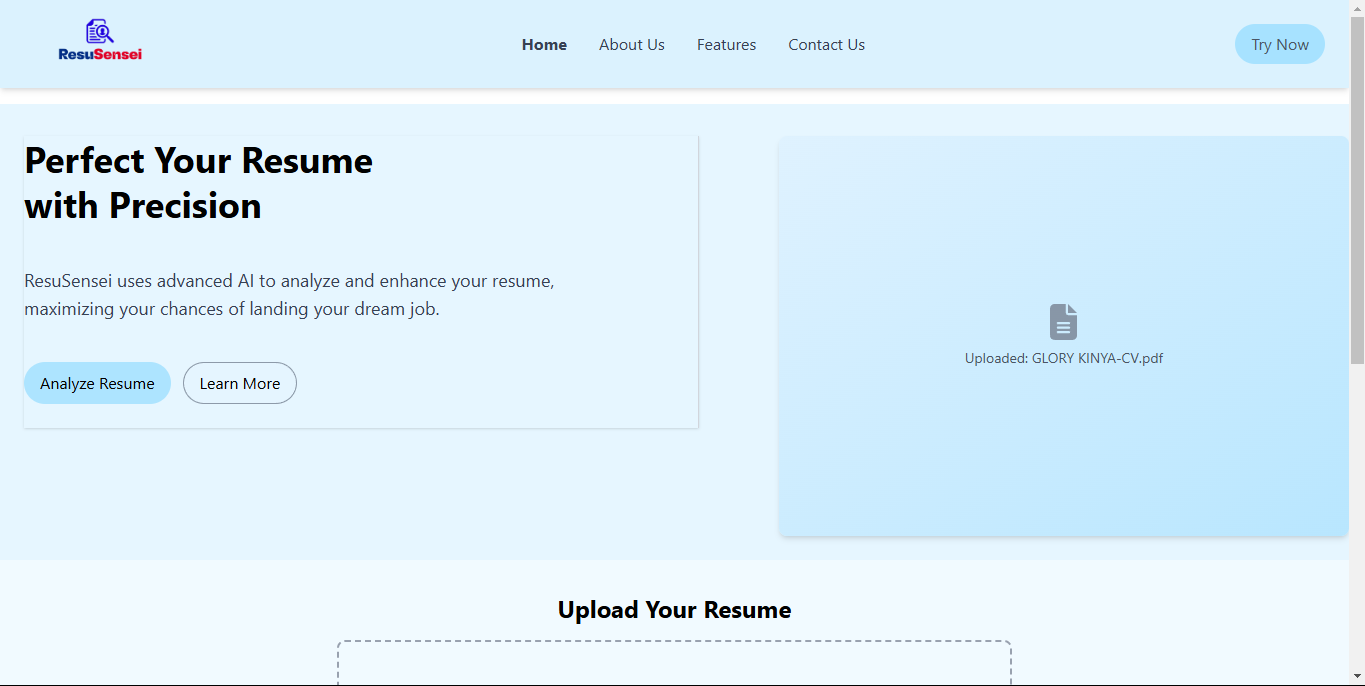 ResuSensei
Home
About Us
Features
Contact Us
Try Now
Perfect Your Resume
with Precision
ResuSensei uses advanced AI to analyze and enhance your resume,
maximizing your chances of landing your dream job.
Analyze Resume
Learn More
Uploaded: GLORY KINYA-CV.pdf
Upload Your Resume